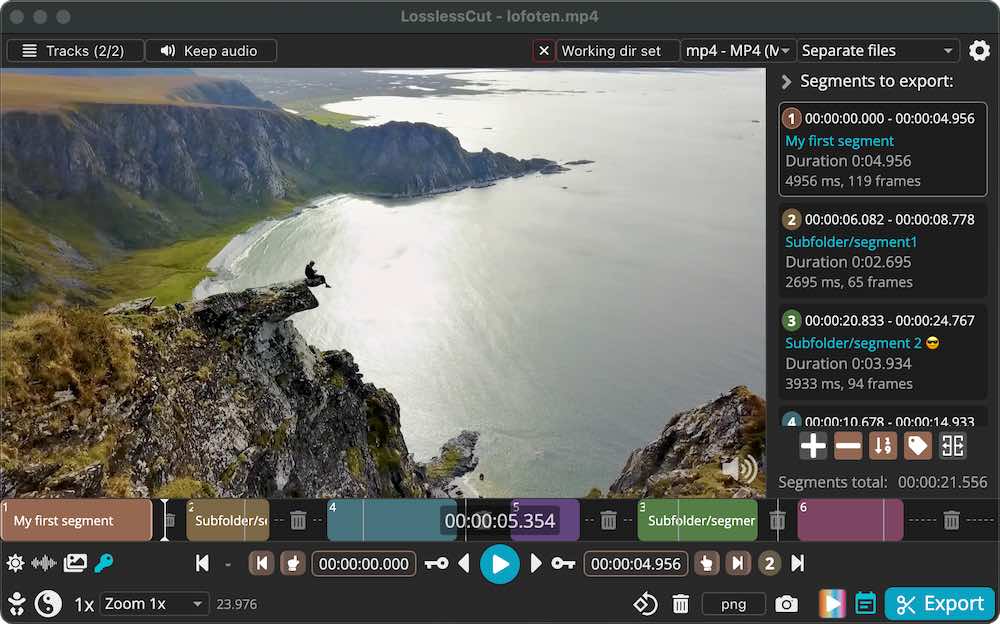 LosslessCut - lofoten.mp4
Tracks (2/2)
Keep audio
Working dir set
mp4 - MP4 (M
Separate files
Segments to export:
1 00:00:00.000 - 00:00:04.956
My first segment
Duration 0:04.956
4956 ms, 119 frames
2 00:00:06.082 - 00:00:08.778
Subfolder/segment1
Duration 0:02.695
2695 ms, 65 frames
3 00:00:20.833 - 00:00:24.767
Subfolder/segment 2 😎
Duration 0:03.934
3933 ms, 94 frames
4 00:00:10.678 - 00:00:14.933
Segments total: 00:00:21.556
1 My first segment
2 Subfolder/se
4
00:00:05.354
5
3 Subfolder/segmer
6
-
00:00:00.000
00:00:04.956
2
1x
Zoom 1x
23.976
png
Export